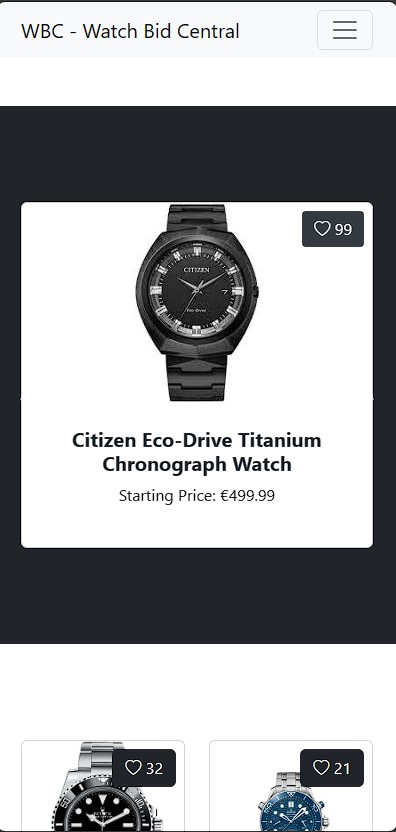 WBC - Watch Bid Central
99
CITIZEN
Eco-Drive
Citizen Eco-Drive Titanium
Chronograph Watch
Starting Price: €499.99
32
21
ROLEX